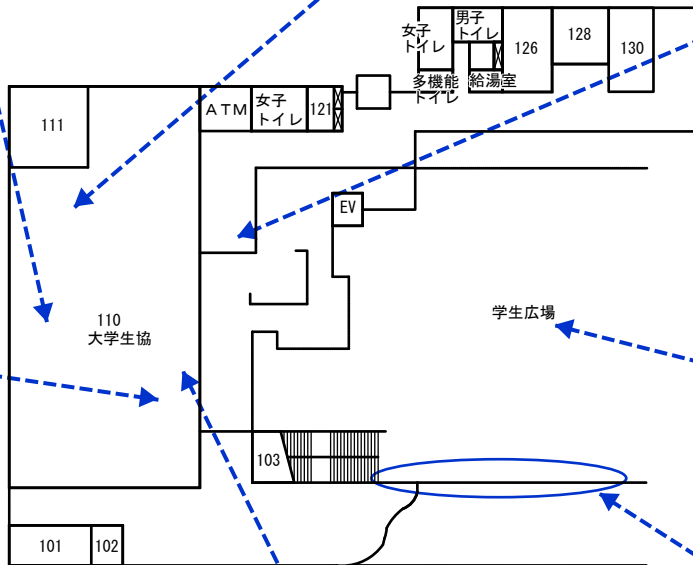 女子
トイレ
男子
トイレ
126
128
130
多機能
トイレ
給湯室
111
ATM
女子
トイレ
121
EV
110
大学生協
学生広場
103
101
102